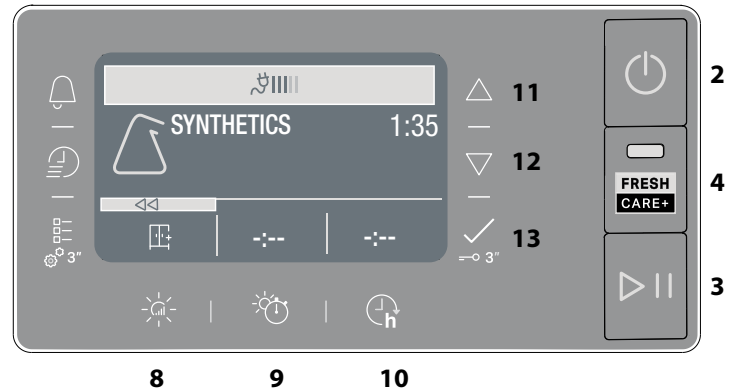 2
11
SYNTHETICS 1:35
12
FRESH
CARE+
4
-:-- -:--
3" 3"
13
h
3
8 9 10